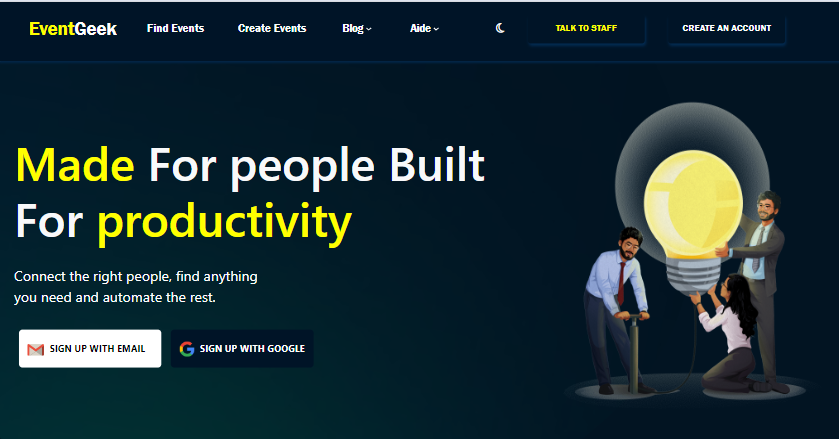 EventGeek Find Events Create Events Blog Aide TALK TO STAFF CREATE AN ACCOUNT
Made For people Built
For productivity
Connect the right people, find anything
you need and automate the rest.
SIGN UP WITH EMAIL SIGN UP WITH GOOGLE